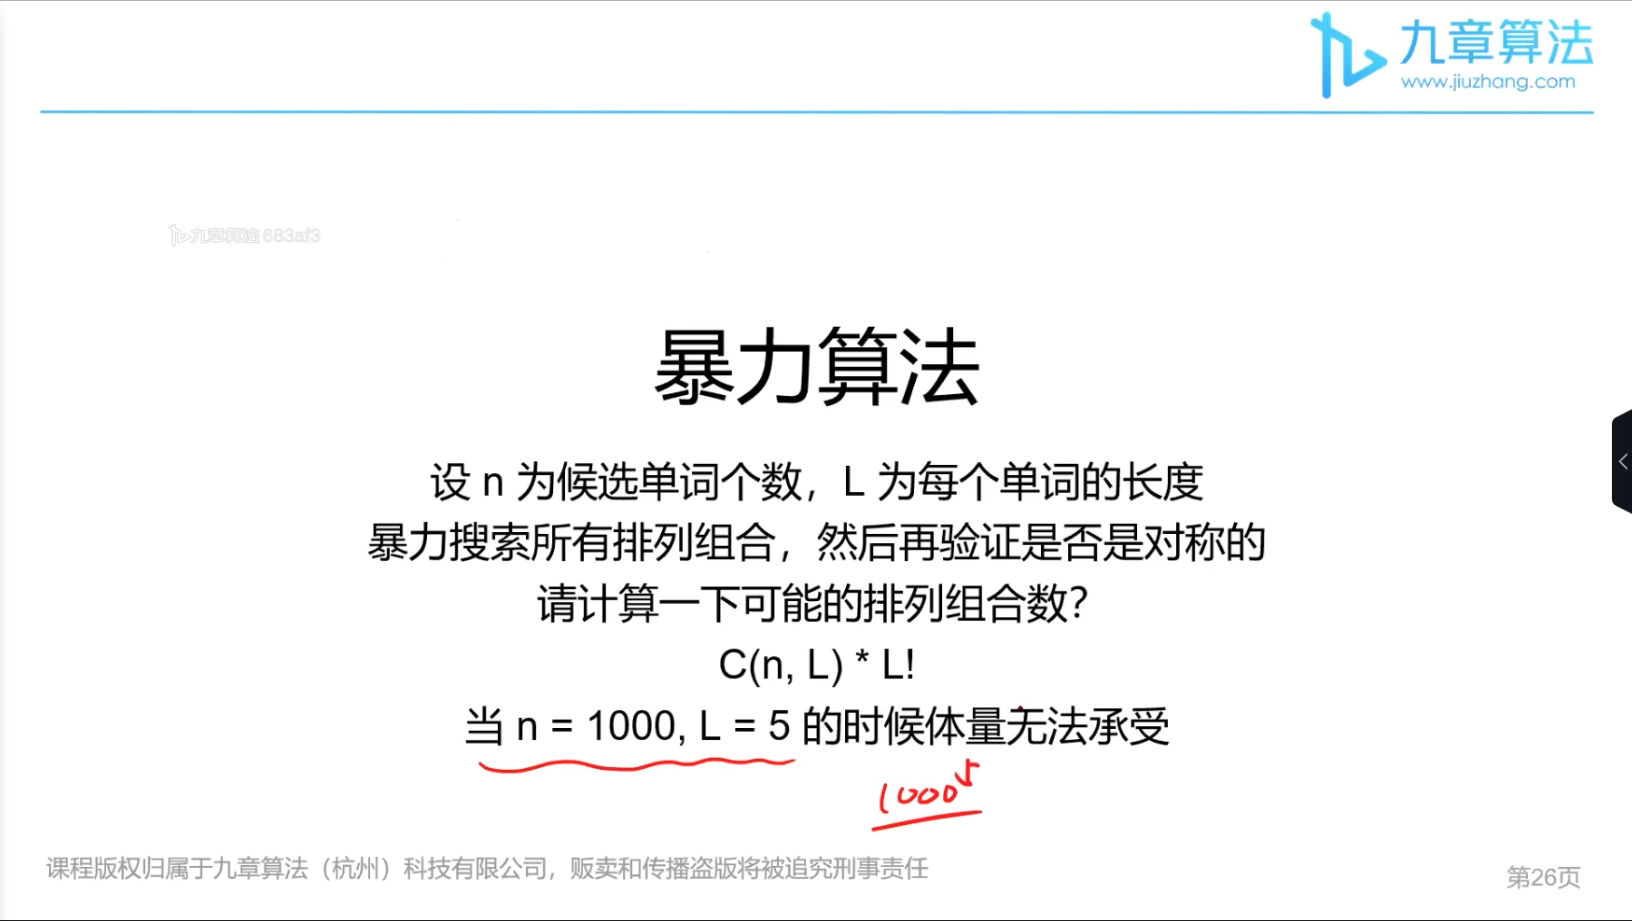 九章算法
www.jiuzhang.com
九章算法 683af3
暴力算法
设 n 为候选单词个数，L 为每个单词的长度
暴力搜索所有排列组合，然后再验证是否是对称的
请计算一下可能的排列组合数？
C(n, L) * L!
当 n = 1000, L = 5 的时候体量无法承受
1000⁵
课程版权归属于九章算法（杭州）科技有限公司，贩卖和传播盗版将被追究刑事责任
第26页